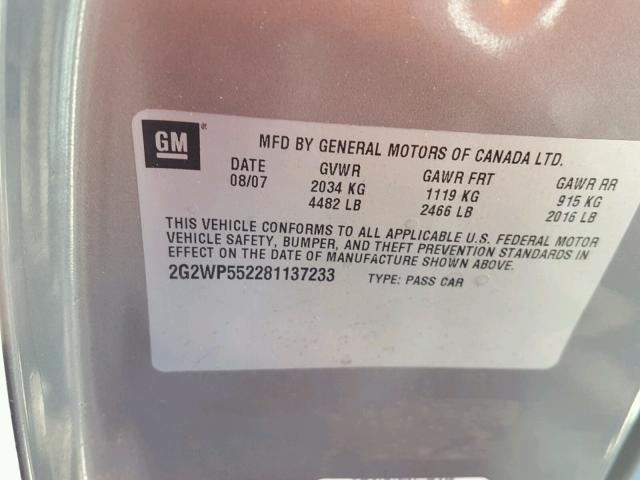 GM
MFD BY GENERAL MOTORS OF CANADA LTD.
DATE GVWR GAWR FRT GAWR RR
08/07 2034 KG 1119 KG 915 KG
4482 LB 2466 LB 2016 LB
THIS VEHICLE CONFORMS TO ALL APPLICABLE U.S. FEDERAL MOTOR
VEHICLE SAFETY, BUMPER, AND THEFT PREVENTION STANDARDS IN
EFFECT ON THE DATE OF MANUFACTURE SHOWN ABOVE.
2G2WP552281137233 TYPE: PASS CAR